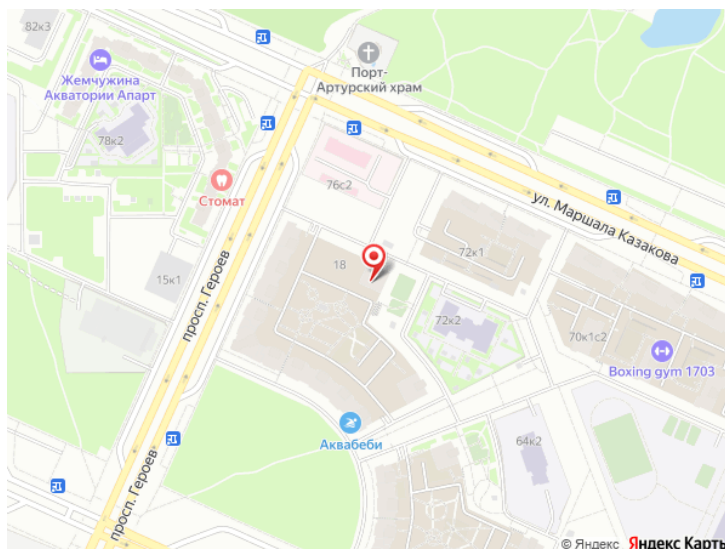 82к3
Жемчужина
Акватории Апарт
Порт-
Артурский храм
78к2
76с2
Стомат
ул. Маршала Казакова
72к1
18
15к1
просп. Героев
72к2
70к1с2
Boxing gym 1703
Аквабеби
64к2
просп. Героев
© Яндекс Яндекс Карты